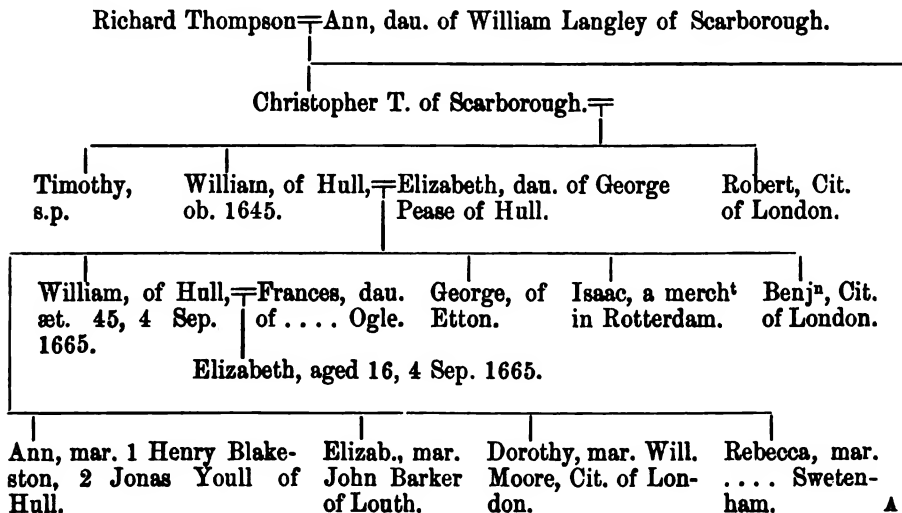 Richard Thompson=Ann, dau. of William Langley of Scarborough.
Christopher T. of Scarborough.=
Timothy, s.p.
William, of Hull,=Elizabeth, dau. of George
ob. 1645. Pease of Hull.
Robert, Cit.
of London.
William, of Hull,=Frances, dau.
æt. 45, 4 Sep. of .... Ogle.
1665.
George, of
Etton.
Isaac, a mercht
in Rotterdam.
Benjn, Cit.
of London.
Elizabeth, aged 16, 4 Sep. 1665.
Ann, mar. 1 Henry Blake-
ston, 2 Jonas Youll of
Hull.
Elizab., mar.
John Barker
of Louth.
Dorothy, mar. Will.
Moore, Cit. of Lon-
don.
Rebecca, mar.
.... Sweten-
ham.
A